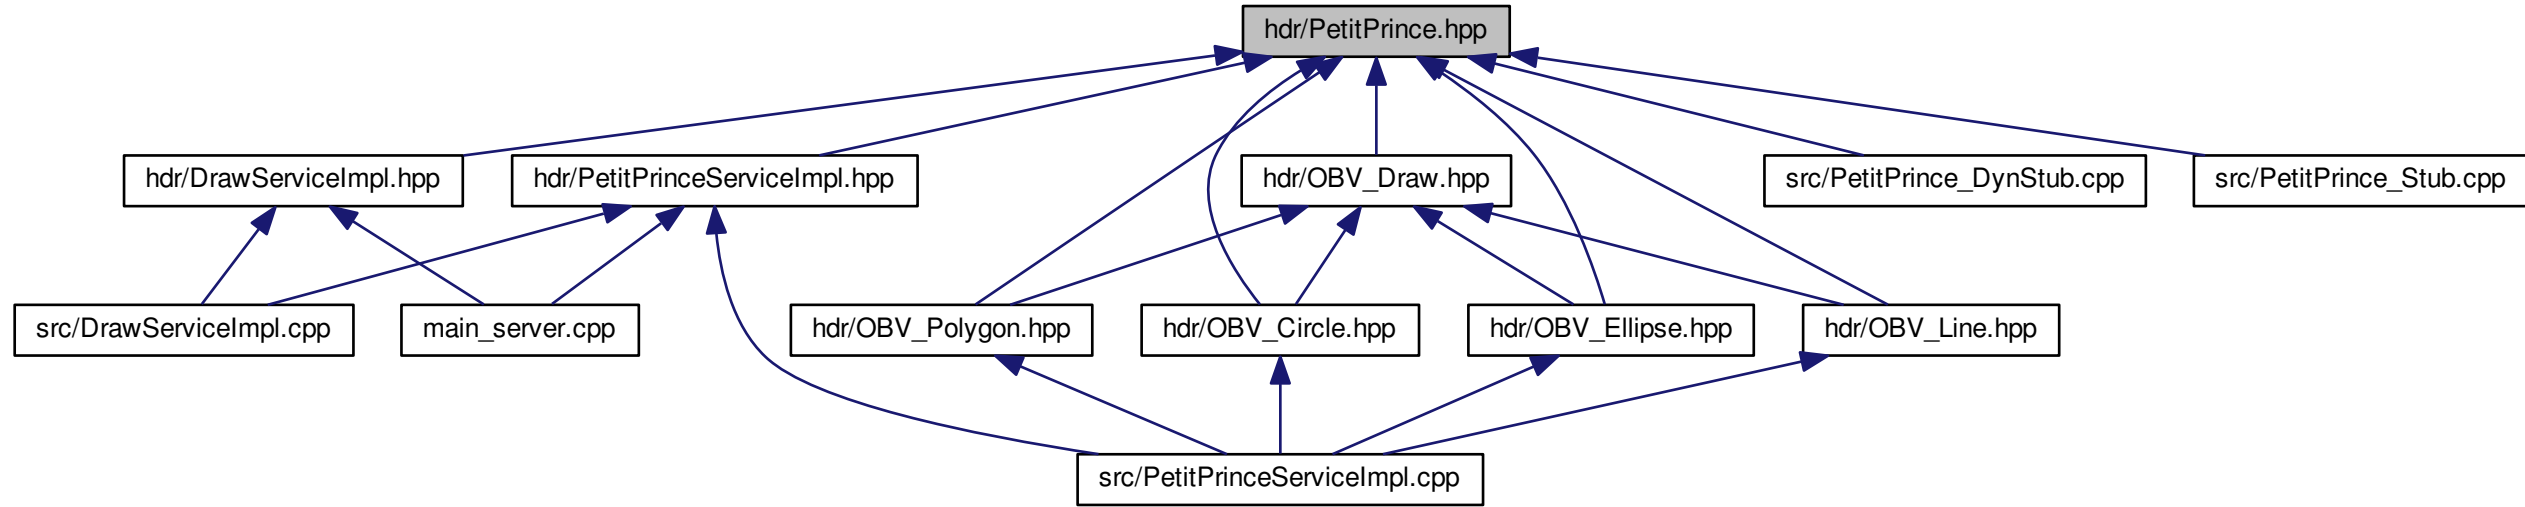 hdr/PetitPrince.hpp
hdr/DrawServiceImpl.hpp
hdr/PetitPrinceServiceImpl.hpp
hdr/OBV_Draw.hpp
src/PetitPrince_DynStub.cpp
src/PetitPrince_Stub.cpp
src/DrawServiceImpl.cpp
main_server.cpp
hdr/OBV_Polygon.hpp
hdr/OBV_Circle.hpp
hdr/OBV_Ellipse.hpp
hdr/OBV_Line.hpp
src/PetitPrinceServiceImpl.cpp